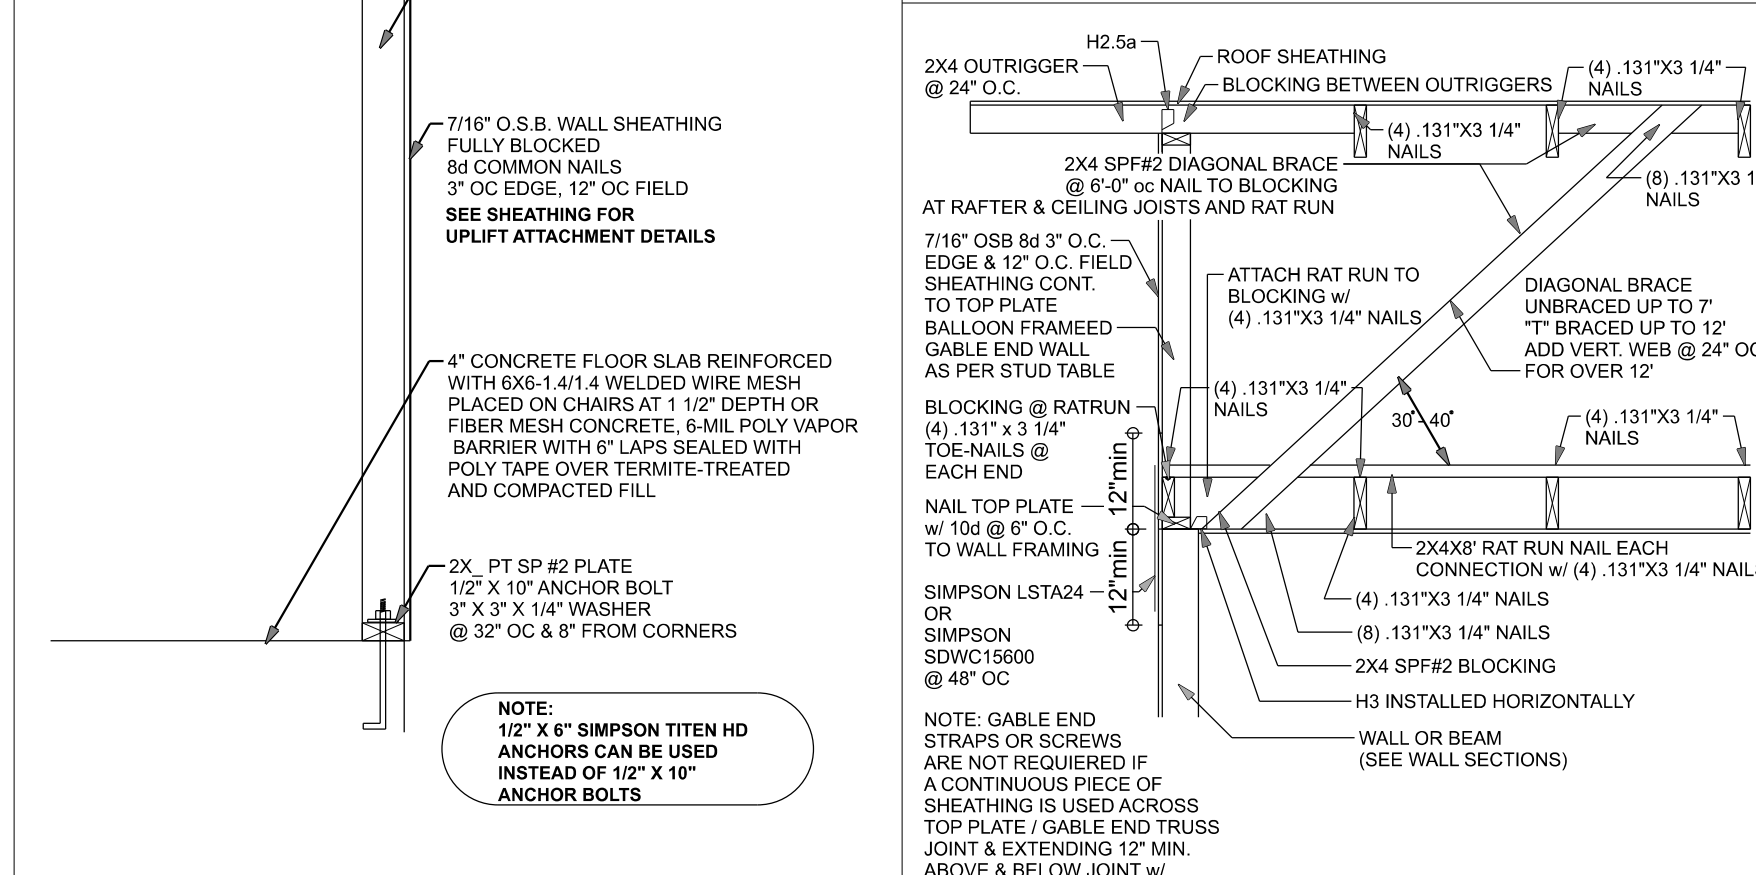 7/16" O.S.B. WALL SHEATHING
FULLY BLOCKED
8d COMMON NAILS
3" OC EDGE, 12" OC FIELD
SEE SHEATHING FOR
UPLIFT ATTACHMENT DETAILS
4" CONCRETE FLOOR SLAB REINFORCED
WITH 6X6-1.4/1.4 WELDED WIRE MESH
PLACED ON CHAIRS AT 1 1/2" DEPTH OR
FIBER MESH CONCRETE, 6-MIL POLY VAPOR
BARRIER WITH 6" LAPS SEALED WITH
POLY TAPE OVER TERMITE-TREATED
AND COMPACTED FILL
2X_ PT SP #2 PLATE
1/2" X 10" ANCHOR BOLT
3" X 3" X 1/4" WASHER
@ 32" OC & 8" FROM CORNERS
NOTE:
1/2" X 6" SIMPSON TITEN HD
ANCHORS CAN BE USED
INSTEAD OF 1/2" X 10"
ANCHOR BOLTS
H2.5a
2X4 OUTRIGGER
@ 24" O.C.
ROOF SHEATHING
BLOCKING BETWEEN OUTRIGGERS
(4) .131"X3 1/4"
NAILS
(4) .131"X3 1/4"
NAILS
2X4 SPF#2 DIAGONAL BRACE
@ 6'-0" oc NAIL TO BLOCKING
AT RAFTER & CEILING JOISTS AND RAT RUN
(8) .131"X3 1
NAILS
7/16" OSB 8d 3" O.C.
EDGE & 12" O.C. FIELD
SHEATHING CONT.
TO TOP PLATE
BALLOON FRAMEED
GABLE END WALL
AS PER STUD TABLE
ATTACH RAT RUN TO
BLOCKING w/
(4) .131"X3 1/4" NAILS
DIAGONAL BRACE
UNBRACED UP TO 7'
"T" BRACED UP TO 12'
ADD VERT. WEB @ 24" OC
FOR OVER 12'
(4) .131"X3 1/4"
NAILS
30°- 40°
(4) .131"X3 1/4"
NAILS
BLOCKING @ RATRUN
(4) .131" x 3 1/4"
TOE-NAILS @
EACH END
12"min
12"min
NAIL TOP PLATE
w/ 10d @ 6" O.C.
TO WALL FRAMING
SIMPSON LSTA24
OR
SIMPSON
SDWC15600
@ 48" OC
2X4X8' RAT RUN NAIL EACH
CONNECTION w/ (4) .131"X3 1/4" NAILS
(4) .131"X3 1/4" NAILS
(8) .131"X3 1/4" NAILS
2X4 SPF#2 BLOCKING
H3 INSTALLED HORIZONTALLY
WALL OR BEAM
(SEE WALL SECTIONS)
NOTE: GABLE END
STRAPS OR SCREWS
ARE NOT REQUIERED IF
A CONTINUOUS PIECE OF
SHEATHING IS USED ACROSS
TOP PLATE / GABLE END TRUSS
JOINT & EXTENDING 12" MIN.
ABOVE & BELOW JOINT w/